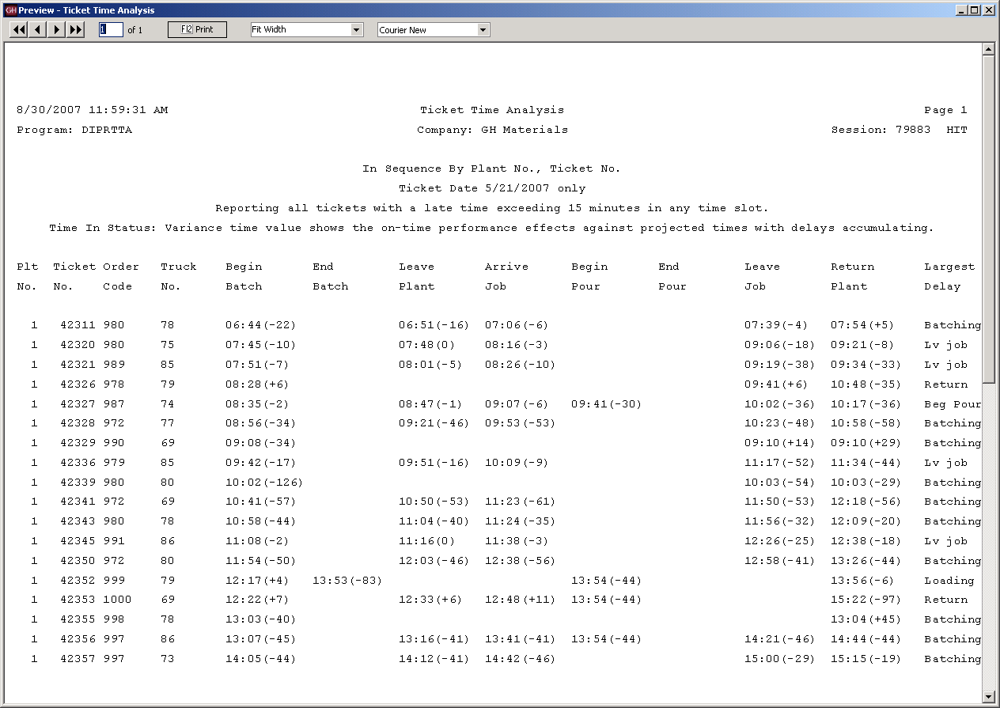 GH Preview - Ticket Time Analysis
1 of 1 F12 Print Fit Width Courier New
8/30/2007 11:59:31 AM Ticket Time Analysis Page 1
Program: DIPRTTA Company: GH Materials Session: 79883 HIT
In Sequence By Plant No., Ticket No.
Ticket Date 5/21/2007 only
Reporting all tickets with a late time exceeding 15 minutes in any time slot.
Time In Status: Variance time value shows the on-time performance effects against projected times with delays accumulating.
Plt Ticket Order Truck Begin End Leave Arrive Begin End Leave Return Largest
No. No. Code No. Batch Batch Plant Job Pour Pour Job Plant Delay
1 42311 980 78 06:44(-22) 06:51(-16) 07:06(-6) 07:39(-4) 07:54(+5) Batching
1 42320 980 75 07:45(-10) 07:48(0) 08:16(-3) 09:06(-18) 09:21(-8) Lv job
1 42321 989 85 07:51(-7) 08:01(-5) 08:26(-10) 09:19(-38) 09:34(-33) Lv job
1 42326 978 79 08:28(+6) 09:41(+6) 10:48(-35) Return
1 42327 987 74 08:35(-2) 08:47(-1) 09:07(-6) 09:41(-30) 10:02(-36) 10:17(-36) Beg Pour
1 42328 972 77 08:56(-34) 09:21(-46) 09:53(-53) 10:23(-48) 10:58(-58) Batching
1 42329 990 69 09:08(-34) 09:10(+14) 09:10(+29) Batching
1 42336 979 85 09:42(-17) 09:51(-16) 10:09(-9) 11:17(-52) 11:34(-44) Lv job
1 42339 980 80 10:02(-126) 10:03(-54) 10:03(-29) Batching
1 42341 972 69 10:41(-57) 10:50(-53) 11:23(-61) 11:50(-53) 12:18(-56) Batching
1 42343 980 78 10:58(-44) 11:04(-40) 11:24(-35) 11:56(-32) 12:09(-20) Batching
1 42345 991 86 11:08(-2) 11:16(0) 11:38(-3) 12:26(-25) 12:38(-18) Lv job
1 42350 972 80 11:54(-50) 12:03(-46) 12:38(-56) 12:58(-41) 13:26(-44) Batching
1 42352 999 79 12:17(+4) 13:53(-83) 13:54(-44) 13:56(-6) Loading
1 42353 1000 69 12:22(+7) 12:33(+6) 12:48(+11) 13:54(-44) 15:22(-97) Return
1 42355 998 78 13:03(-40) 13:04(+45) Batching
1 42356 997 86 13:07(-45) 13:16(-41) 13:41(-41) 13:54(-44) 14:21(-46) 14:44(-44) Batching
1 42357 997 73 14:05(-44) 14:12(-41) 14:42(-46) 15:00(-29) 15:15(-19) Batching